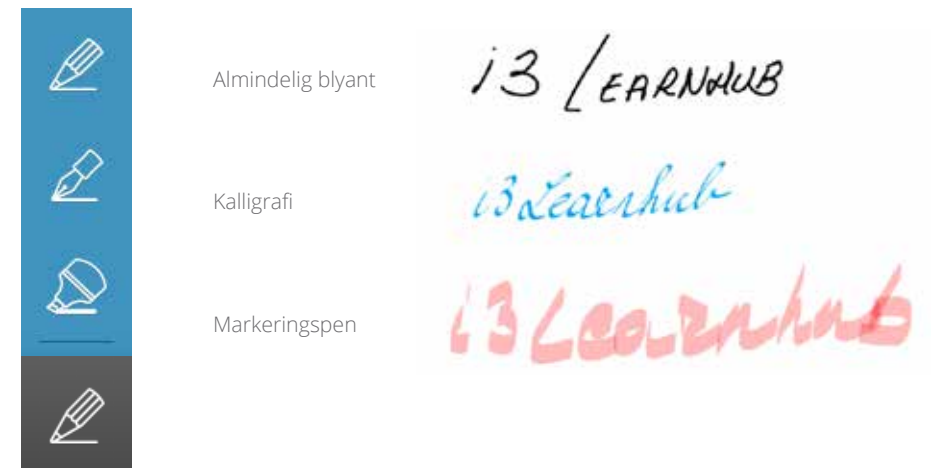 Almindelig blyant
i3 LEARNHUB
Kalligrafi
i3 Learnhub
Markeringspen
i3 Learnhub